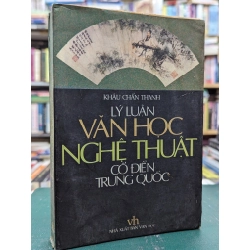 KHÂU CHẤN THANH
LÝ LUẬN
VĂN HỌC
NGHỆ THUẬT
CỔ ĐIỂN
TRUNG QUỐC
vh
NHÀ XUẤT BẢN VĂN HỌC